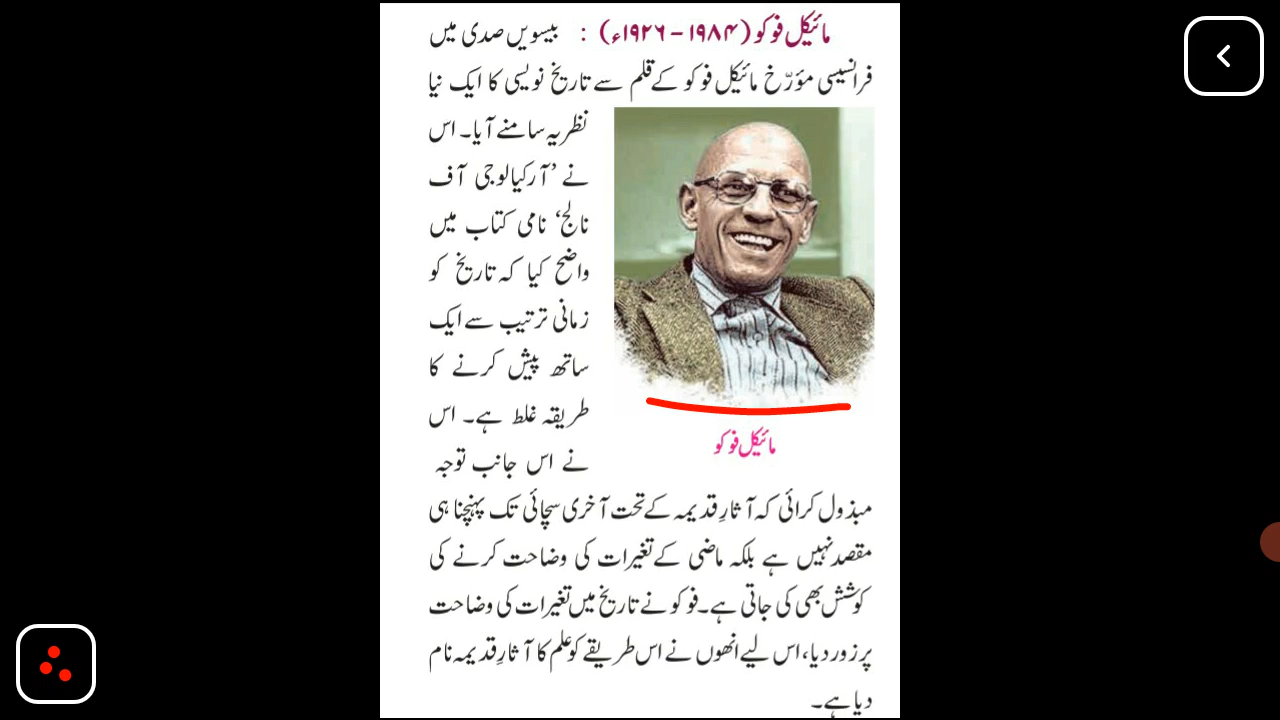 مائیکل فوکو (۱۹۸۴ – ۱۹۲۶ء) : بیسویں صدی میں
فرانسیسی مؤرّخ مائیکل فوکو کے قلم سے تاریخ نویسی کا ایک نیا
نظریہ سامنے آیا۔ اس
نے ’آرکیالوجی آف
نالج‘ نامی کتاب میں
واضح کیا کہ تاریخ کو
زمانی ترتیب سے ایک
ساتھ پیش کرنے کا
طریقہ غلط ہے۔ اس
نے اس جانب توجہ
مائیکل فوکو
مبذول کرائی کہ آثارِ قدیمہ کے تحت آخری سچائی تک پہنچنا ہی
مقصد نہیں ہے بلکہ ماضی کے تغیرات کی وضاحت کرنے کی
کوشش بھی کی جاتی ہے۔ فوکو نے تاریخ میں تغیرات کی وضاحت
پر زور دیا، اس لیے انھوں نے اس طریقے کو علم کا آثارِ قدیمہ نام
دیا ہے۔